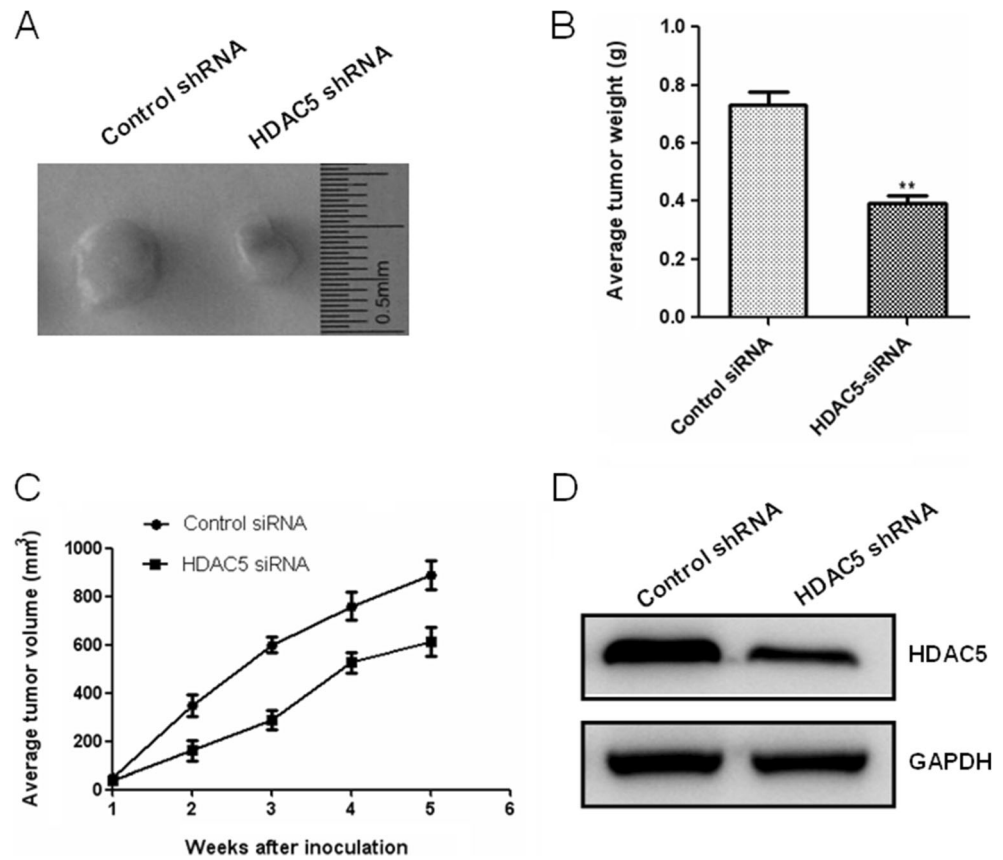 A
Control shRNA
HDAC5 shRNA
0.5mm
B
Average tumor weight (g)
1.0
0.8
0.6
0.4
0.2
0.0
**
Control siRNA
HDAC5-siRNA
C
Control siRNA
HDAC5 siRNA
Average tumor volume (mm³)
1000
800
600
400
200
0
1 2 3 4 5 6
Weeks after inoculation
D
Control shRNA
HDAC5 shRNA
HDAC5
GAPDH